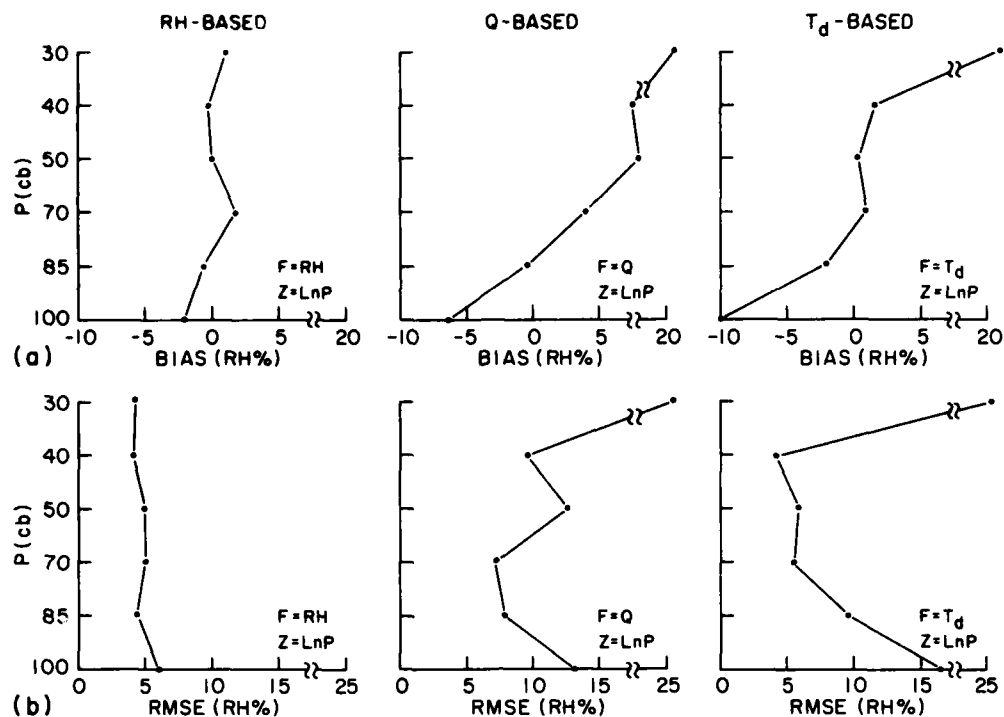 RH-BASED Q-BASED Td-BASED
P(cb)
30
40
50
70
85
100
F=RH
Z=LnP
F=Q
Z=LnP
F=Td
Z=LnP
-10 -5 0 5 20
-10 -5 0 5 20
-10 -5 0 5 20
(a) BIAS (RH%) BIAS (RH%) BIAS (RH%)
P(cb)
30
40
50
70
85
100
F=RH
Z=LnP
F=Q
Z=LnP
F=Td
Z=LnP
0 5 10 15 25
0 5 10 15 25
0 5 10 15 25
(b) RMSE (RH%) RMSE (RH%) RMSE (RH%)